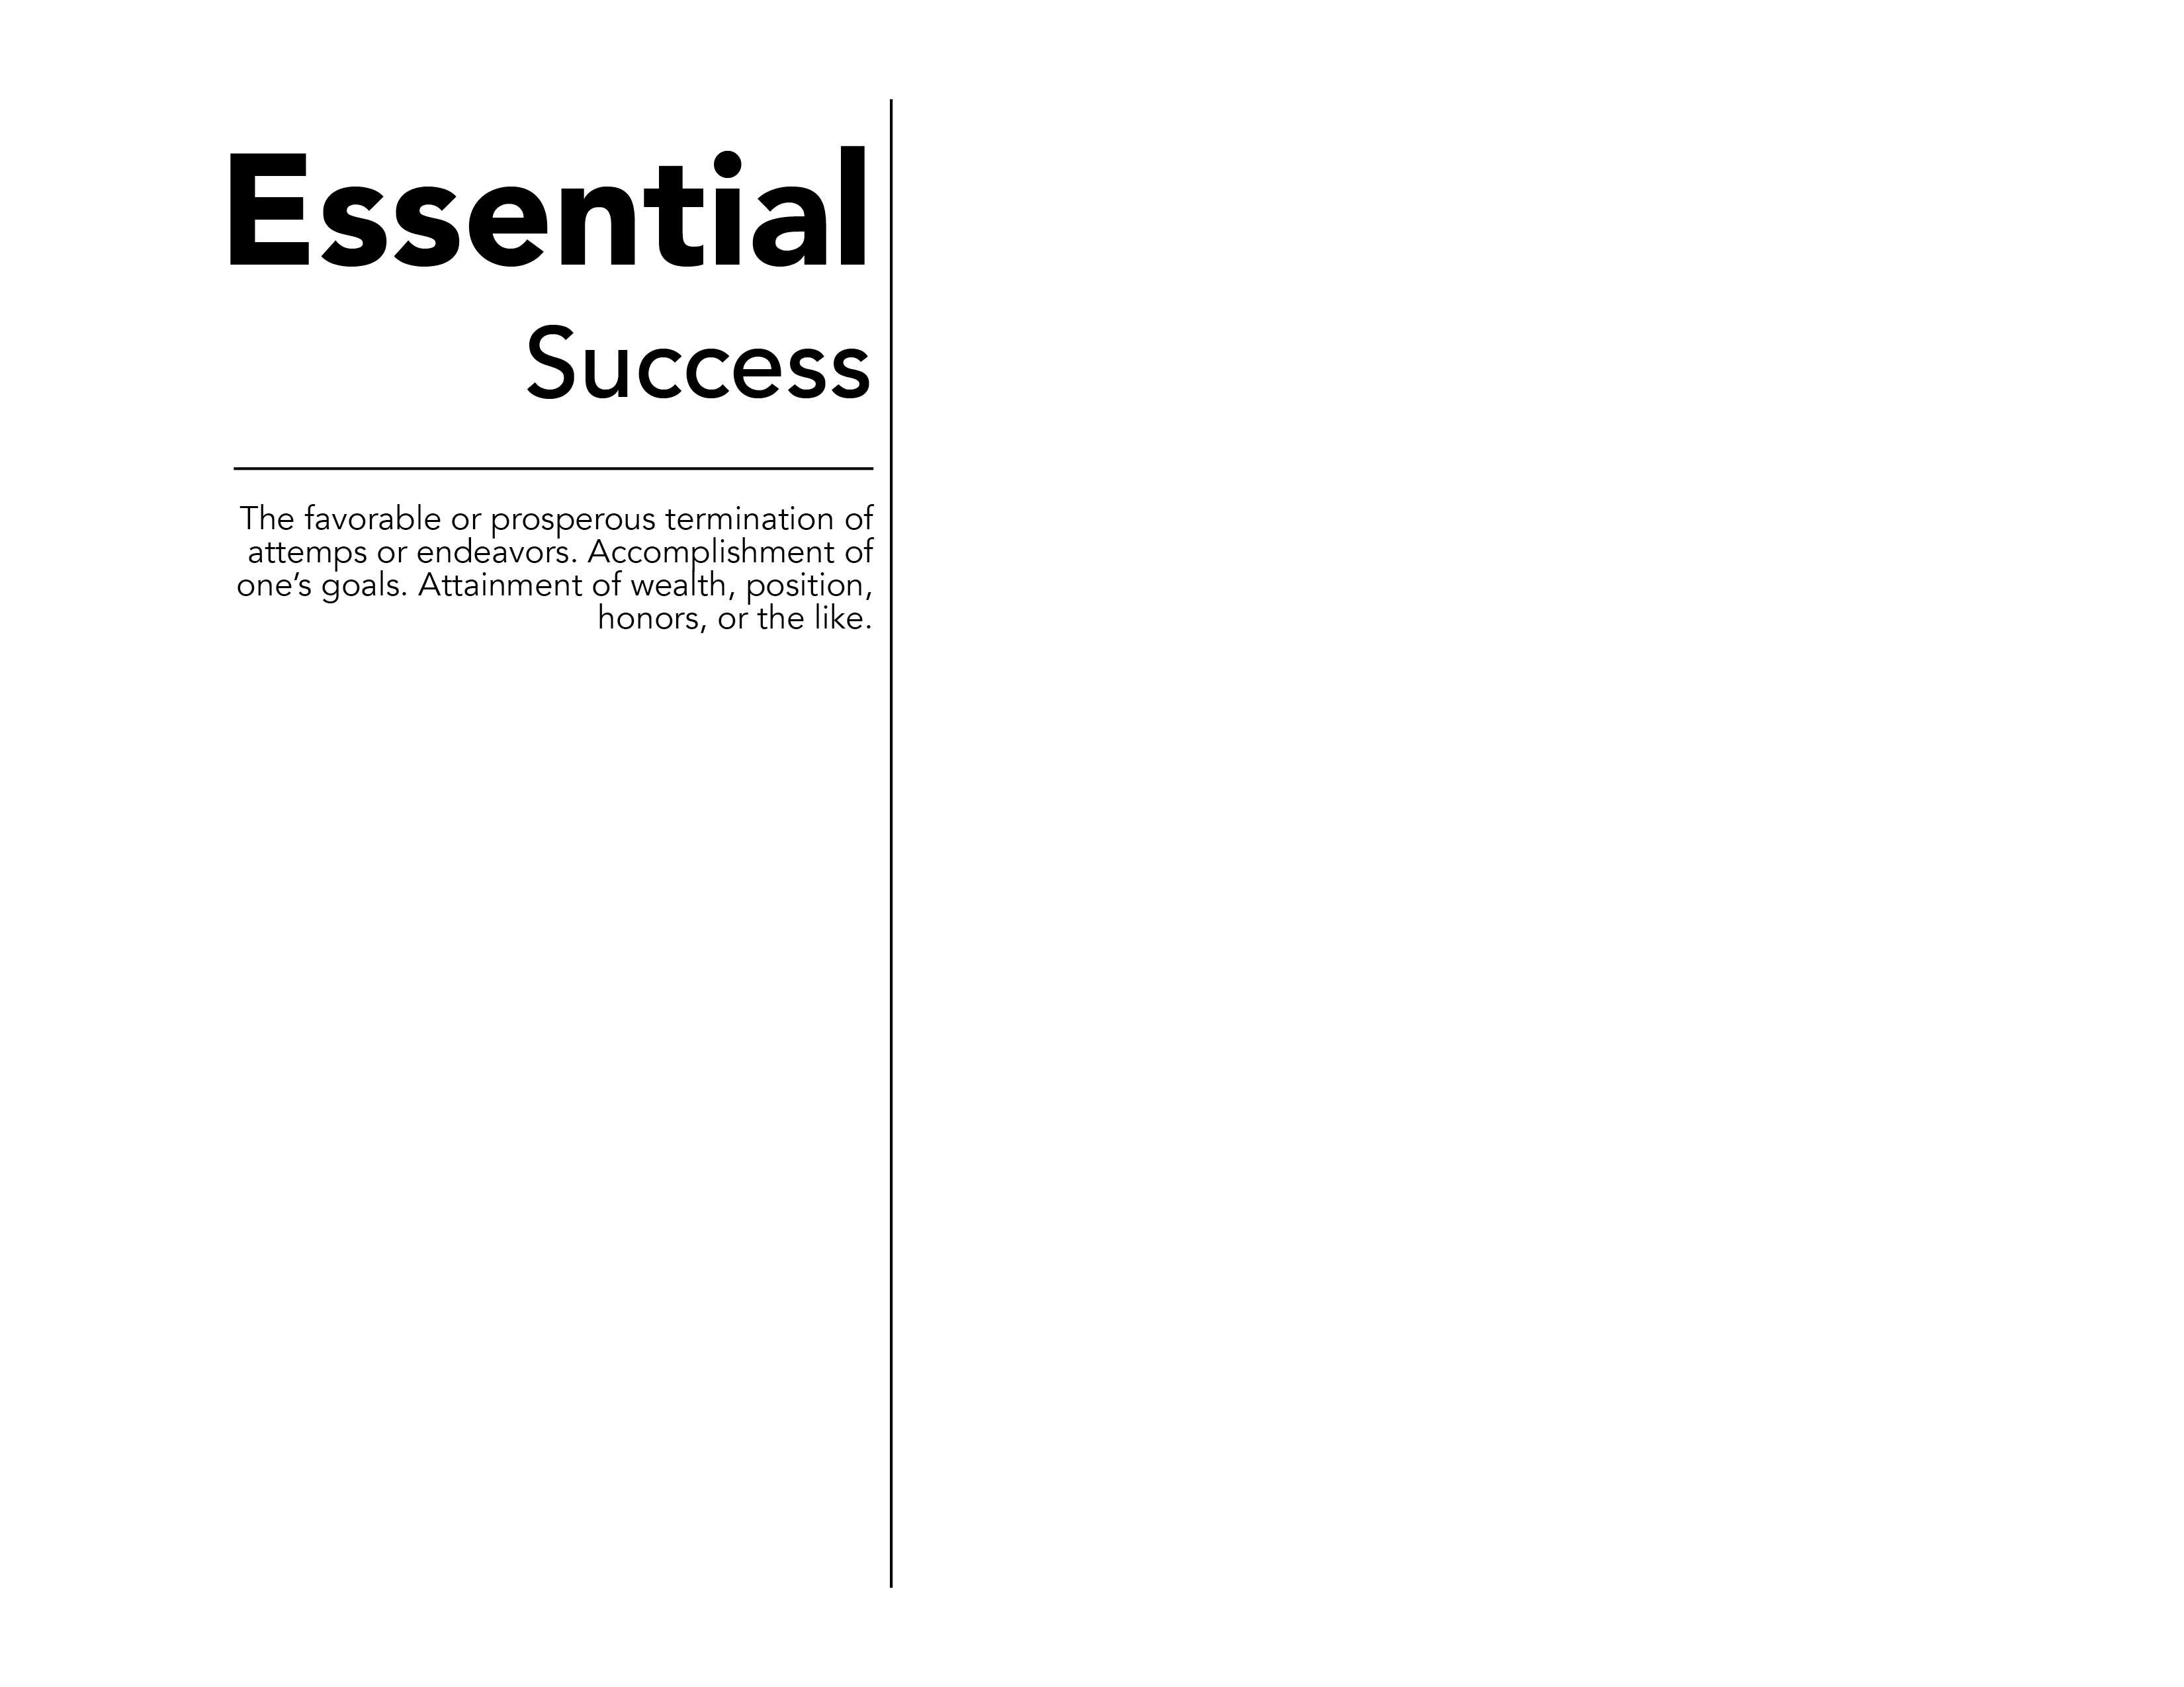 Essential
Success
The favorable or prosperous termination of
attemps or endeavors. Accomplishment of
one's goals. Attainment of wealth, position,
honors, or the like.